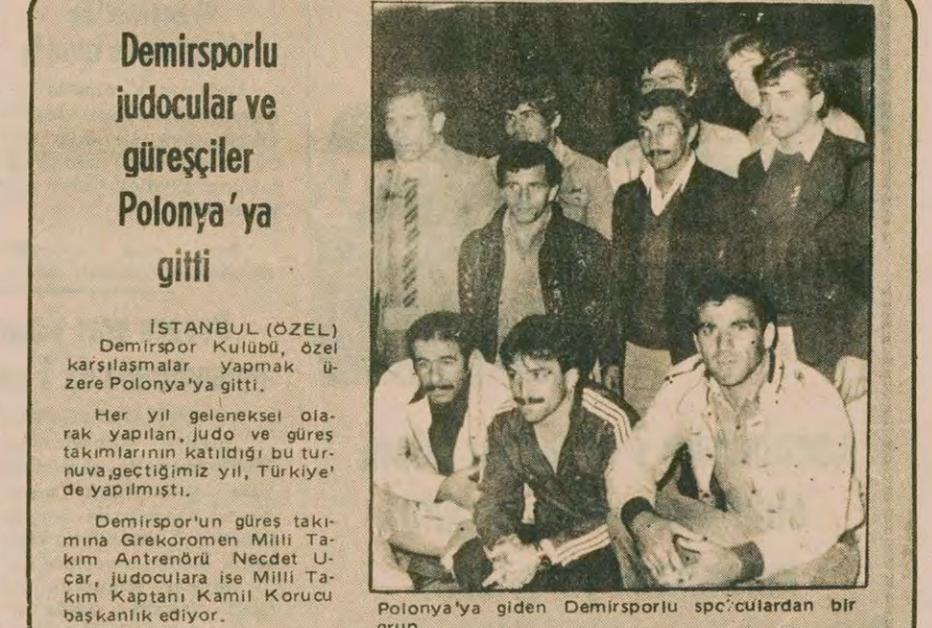 Demirsporlu
judocular ve
güreşçiler
Polonya'ya
gitti
İSTANBUL (ÖZEL)
Demirspor Kulübü, özel
karşılaşmalar yapmak ü-
zere Polonya'ya gitti.
Her yıl geleneksel ola-
rak yapılan, judo ve güreş
takımlarının katıldığı bu tur-
nuva,geçtiğimiz yıl, Türkiye'
de yapılmıştı.
Demirspor'un güreş takı-
mına Grekoromen Milli Ta-
kım Antrenörü Necdet U-
çar, judoculara ise Milli Ta-
kım Kaptanı Kamil Korucu
başkanlık ediyor.
Polonya'ya giden Demirsporlu bir
grup